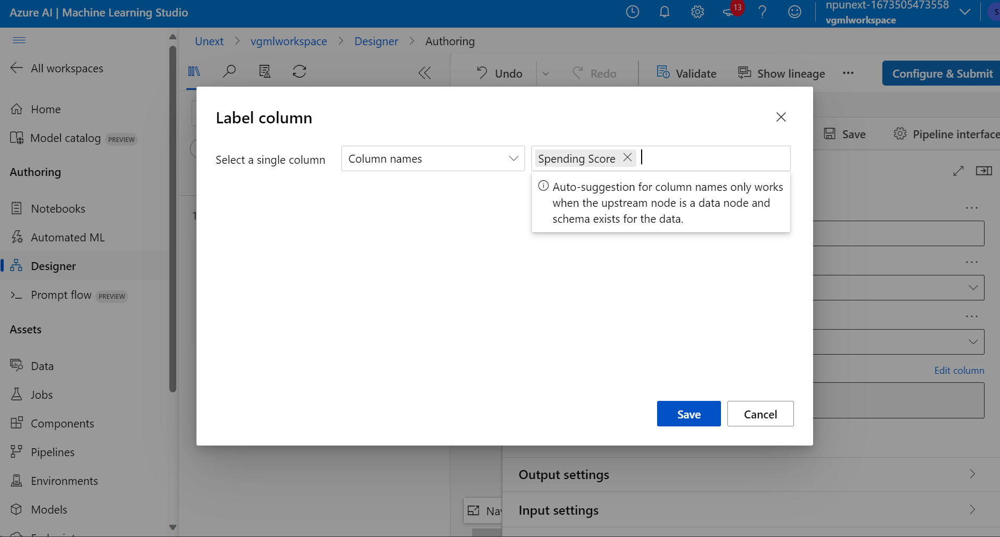 Azure AI | Machine Learning Studio
13
npunext-1673505473558
vgmlworkspace
S
Unext > vgmlworkspace > Designer > Authoring
All workspaces
Undo
Redo
Validate
Show lineage
Configure & Submit
Home
Model catalog PREVIEW
Authoring
Notebooks
Automated ML
Designer
Prompt flow PREVIEW
Assets
Data
Jobs
Components
Pipelines
Environments
Models
Label column
Select a single column
Column names
Spending Score
Auto-suggestion for column names only works
when the upstream node is a data node and
schema exists for the data.
Save
Cancel
Save
Pipeline interface
Edit column
Output settings
Input settings